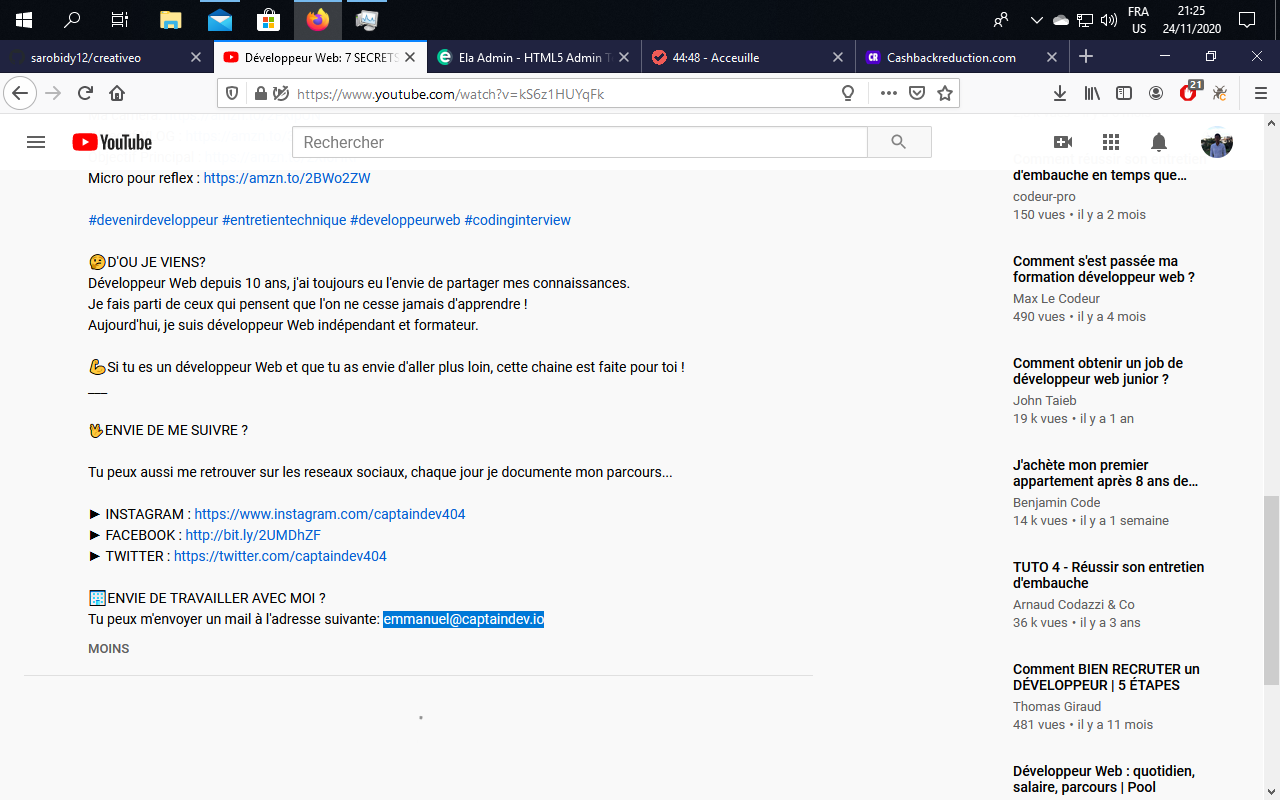 FRA
US
21:25
24/11/2020
sarobidy12/creativeo
Développeur Web: 7 SECRETS
Ela Admin - HTML5 Admin T
44:48 - Acceuille
CR
Cashbackreduction.com
https://www.youtube.com/watch?v=kS6z1HUYqFk
21
YouTube
Rechercher
Micro pour reflex : https://amzn.to/2BWo2ZW
#devenirdeveloppeur #entretientechnique #developpeurweb #codinginterview
D'OU JE VIENS?
Développeur Web depuis 10 ans, j'ai toujours eu l'envie de partager mes connaissances.
Je fais parti de ceux qui pensent que l'on ne cesse jamais d'apprendre !
Aujourd'hui, je suis développeur Web indépendant et formateur.
Si tu es un développeur Web et que tu as envie d'aller plus loin, cette chaine est faite pour toi !
___
ENVIE DE ME SUIVRE ?
Tu peux aussi me retrouver sur les reseaux sociaux, chaque jour je documente mon parcours...
► INSTAGRAM : https://www.instagram.com/captaindev404
► FACEBOOK : http://bit.ly/2UMDhZF
► TWITTER : https://twitter.com/captaindev404
ENVIE DE TRAVAILLER AVEC MOI ?
Tu peux m'envoyer un mail à l'adresse suivante: emmanuel@captaindev.io
MOINS
d'embauche en temps que…
codeur-pro
150 vues • il y a 2 mois
Comment s'est passée ma
formation développeur web ?
Max Le Codeur
490 vues • il y a 4 mois
Comment obtenir un job de
développeur web junior ?
John Taieb
19 k vues • il y a 1 an
J'achète mon premier
appartement après 8 ans de…
Benjamin Code
14 k vues • il y a 1 semaine
TUTO 4 - Réussir son entretien
d'embauche
Arnaud Codazzi & Co
36 k vues • il y a 3 ans
Comment BIEN RECRUTER un
DÉVELOPPEUR | 5 ÉTAPES
Thomas Giraud
481 vues • il y a 11 mois
Développeur Web : quotidien,
salaire, parcours | Pool